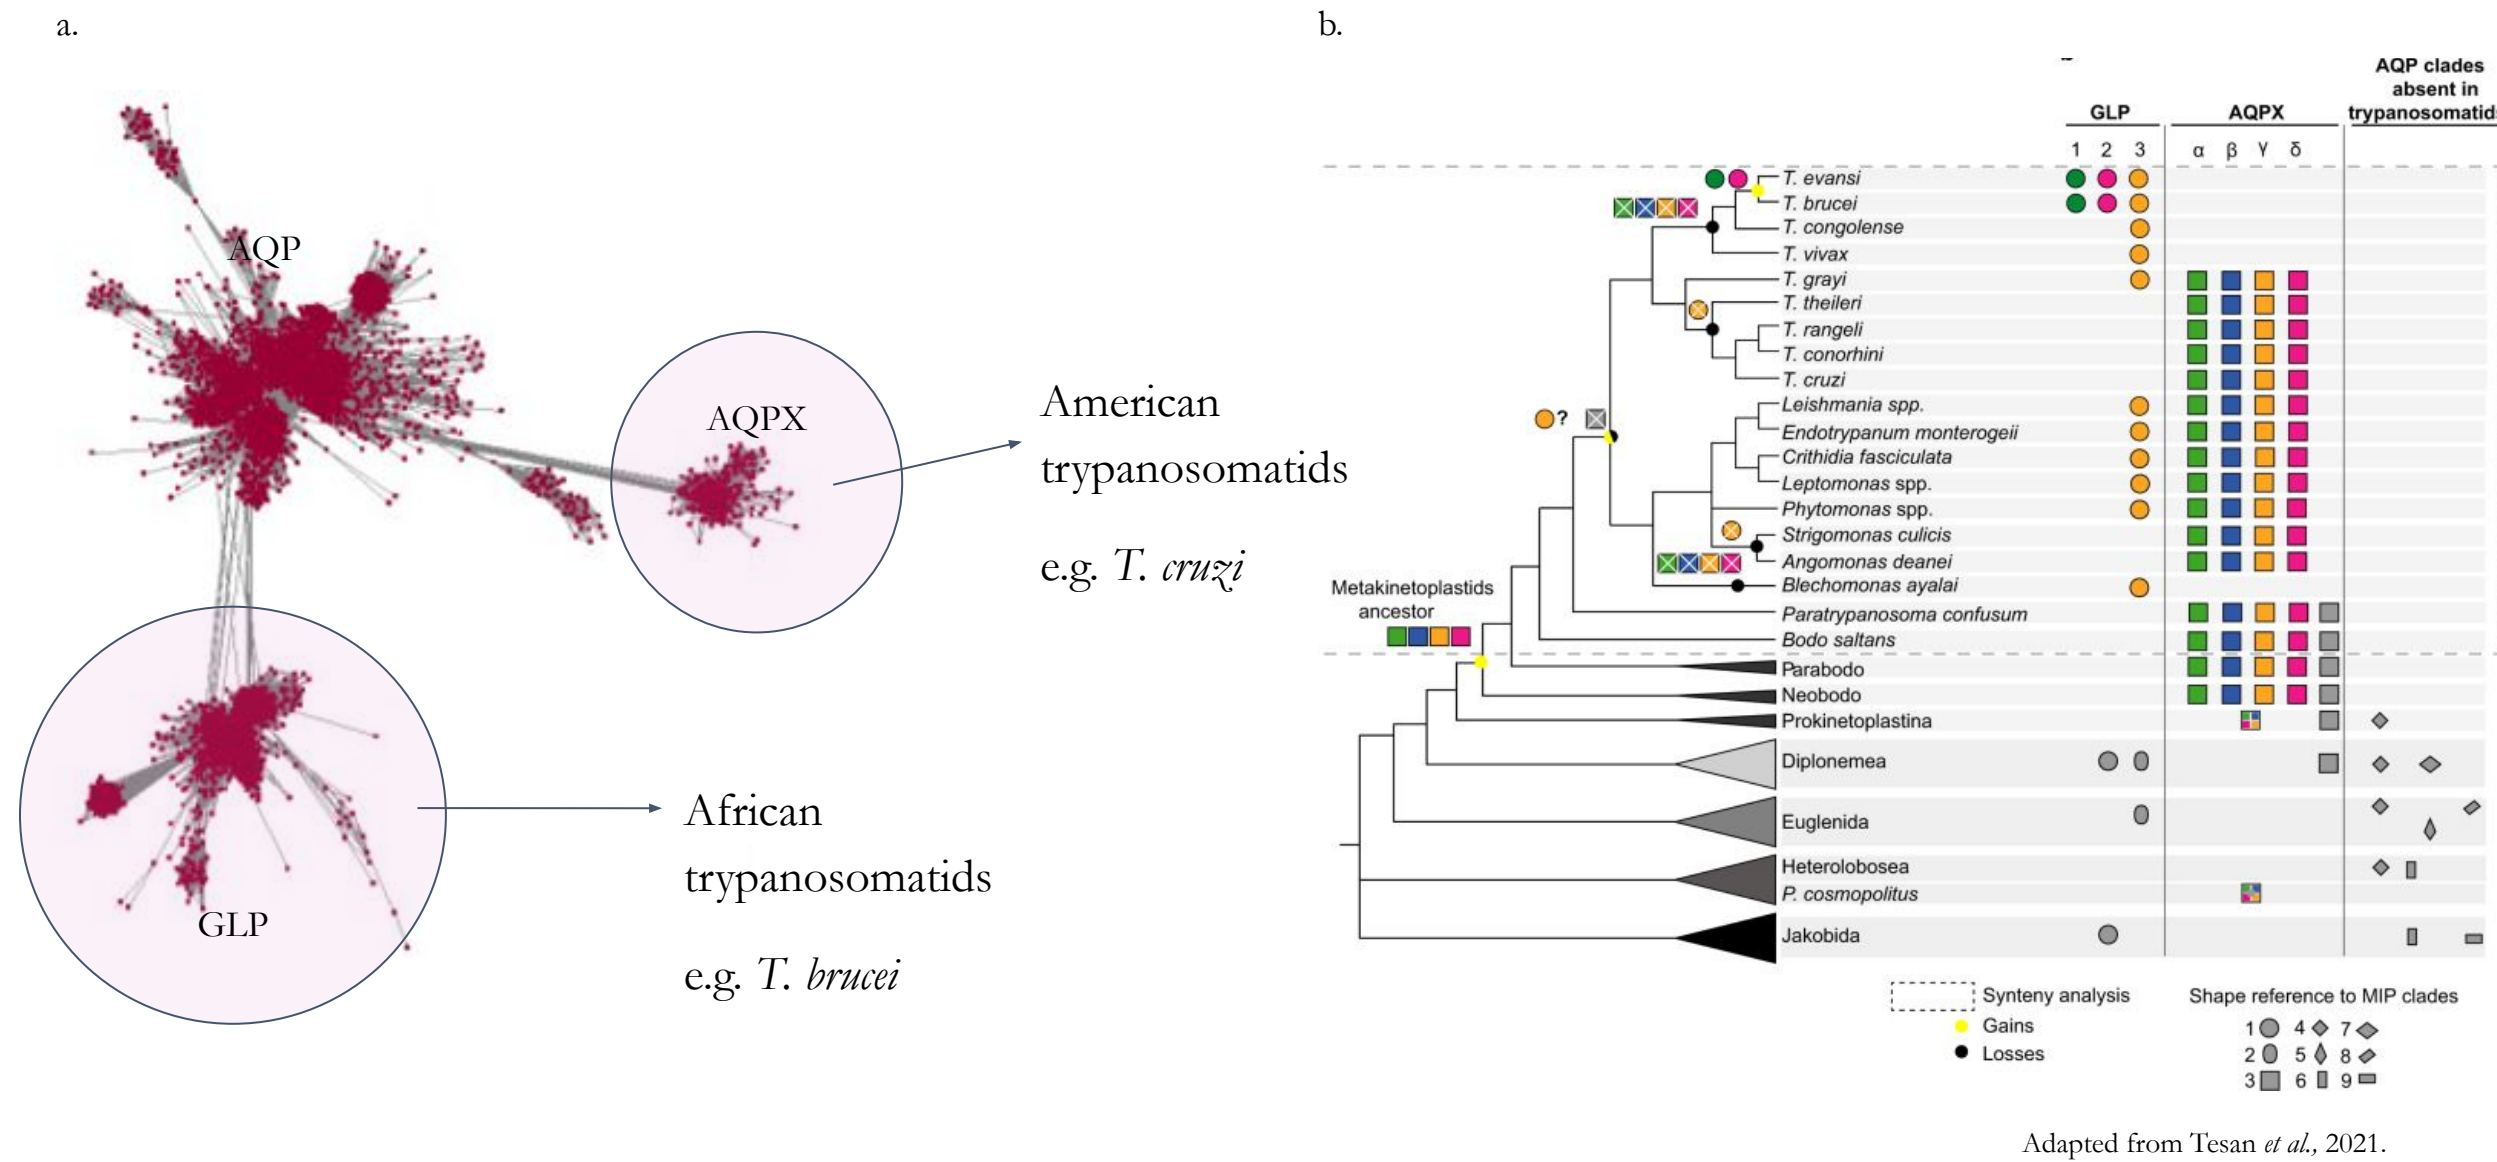 a.
AQP
AQPX
American
trypanosomatids
e.g. T. cruzi
African
trypanosomatids
e.g. T. brucei
GLP
b.
AQP clades
absent in
trypanosomatids
GLP
AQPX
1 2 3
α β γ δ
T. evansi
T. brucei
T. congolense
T. vivax
T. grayi
T. theileri
T. rangeli
T. conorhini
T. cruzi
Leishmania spp.
?
Endotrypanum monterogeii
Crithidia fasciculata
Leptomonas spp.
Phytomonas spp.
Strigomonas culicis
Angomonas deanei
Blechomonas ayalai
Metakinetoplastids
ancestor
Paratrypanosoma confusum
Bodo saltans
Parabodo
Neobodo
Prokinetoplastina
Diplonemea
Euglenida
Heterolobosea
P. cosmopolitus
Jakobida
Synteny analysis
Gains
Losses
Shape reference to MIP clades
1 4 7
2 5 8
3 6 9
Adapted from Tesan et al., 2021.